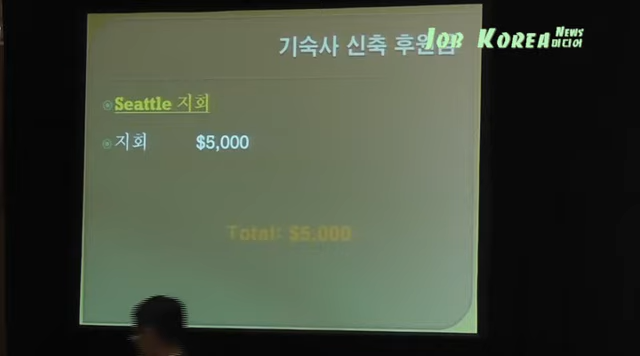 기숙사 신축 후원금
JOB KOREA NEWS 미디어
Seattle 지회
지회 $5,000
Total: $5,000